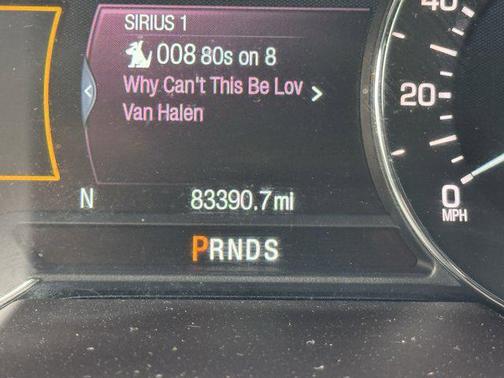 SIRIUS 1
008 80s on 8
Why Can't This Be Lov
Van Halen
N 83390.7mi
PRNDS
40
20
0
MPH